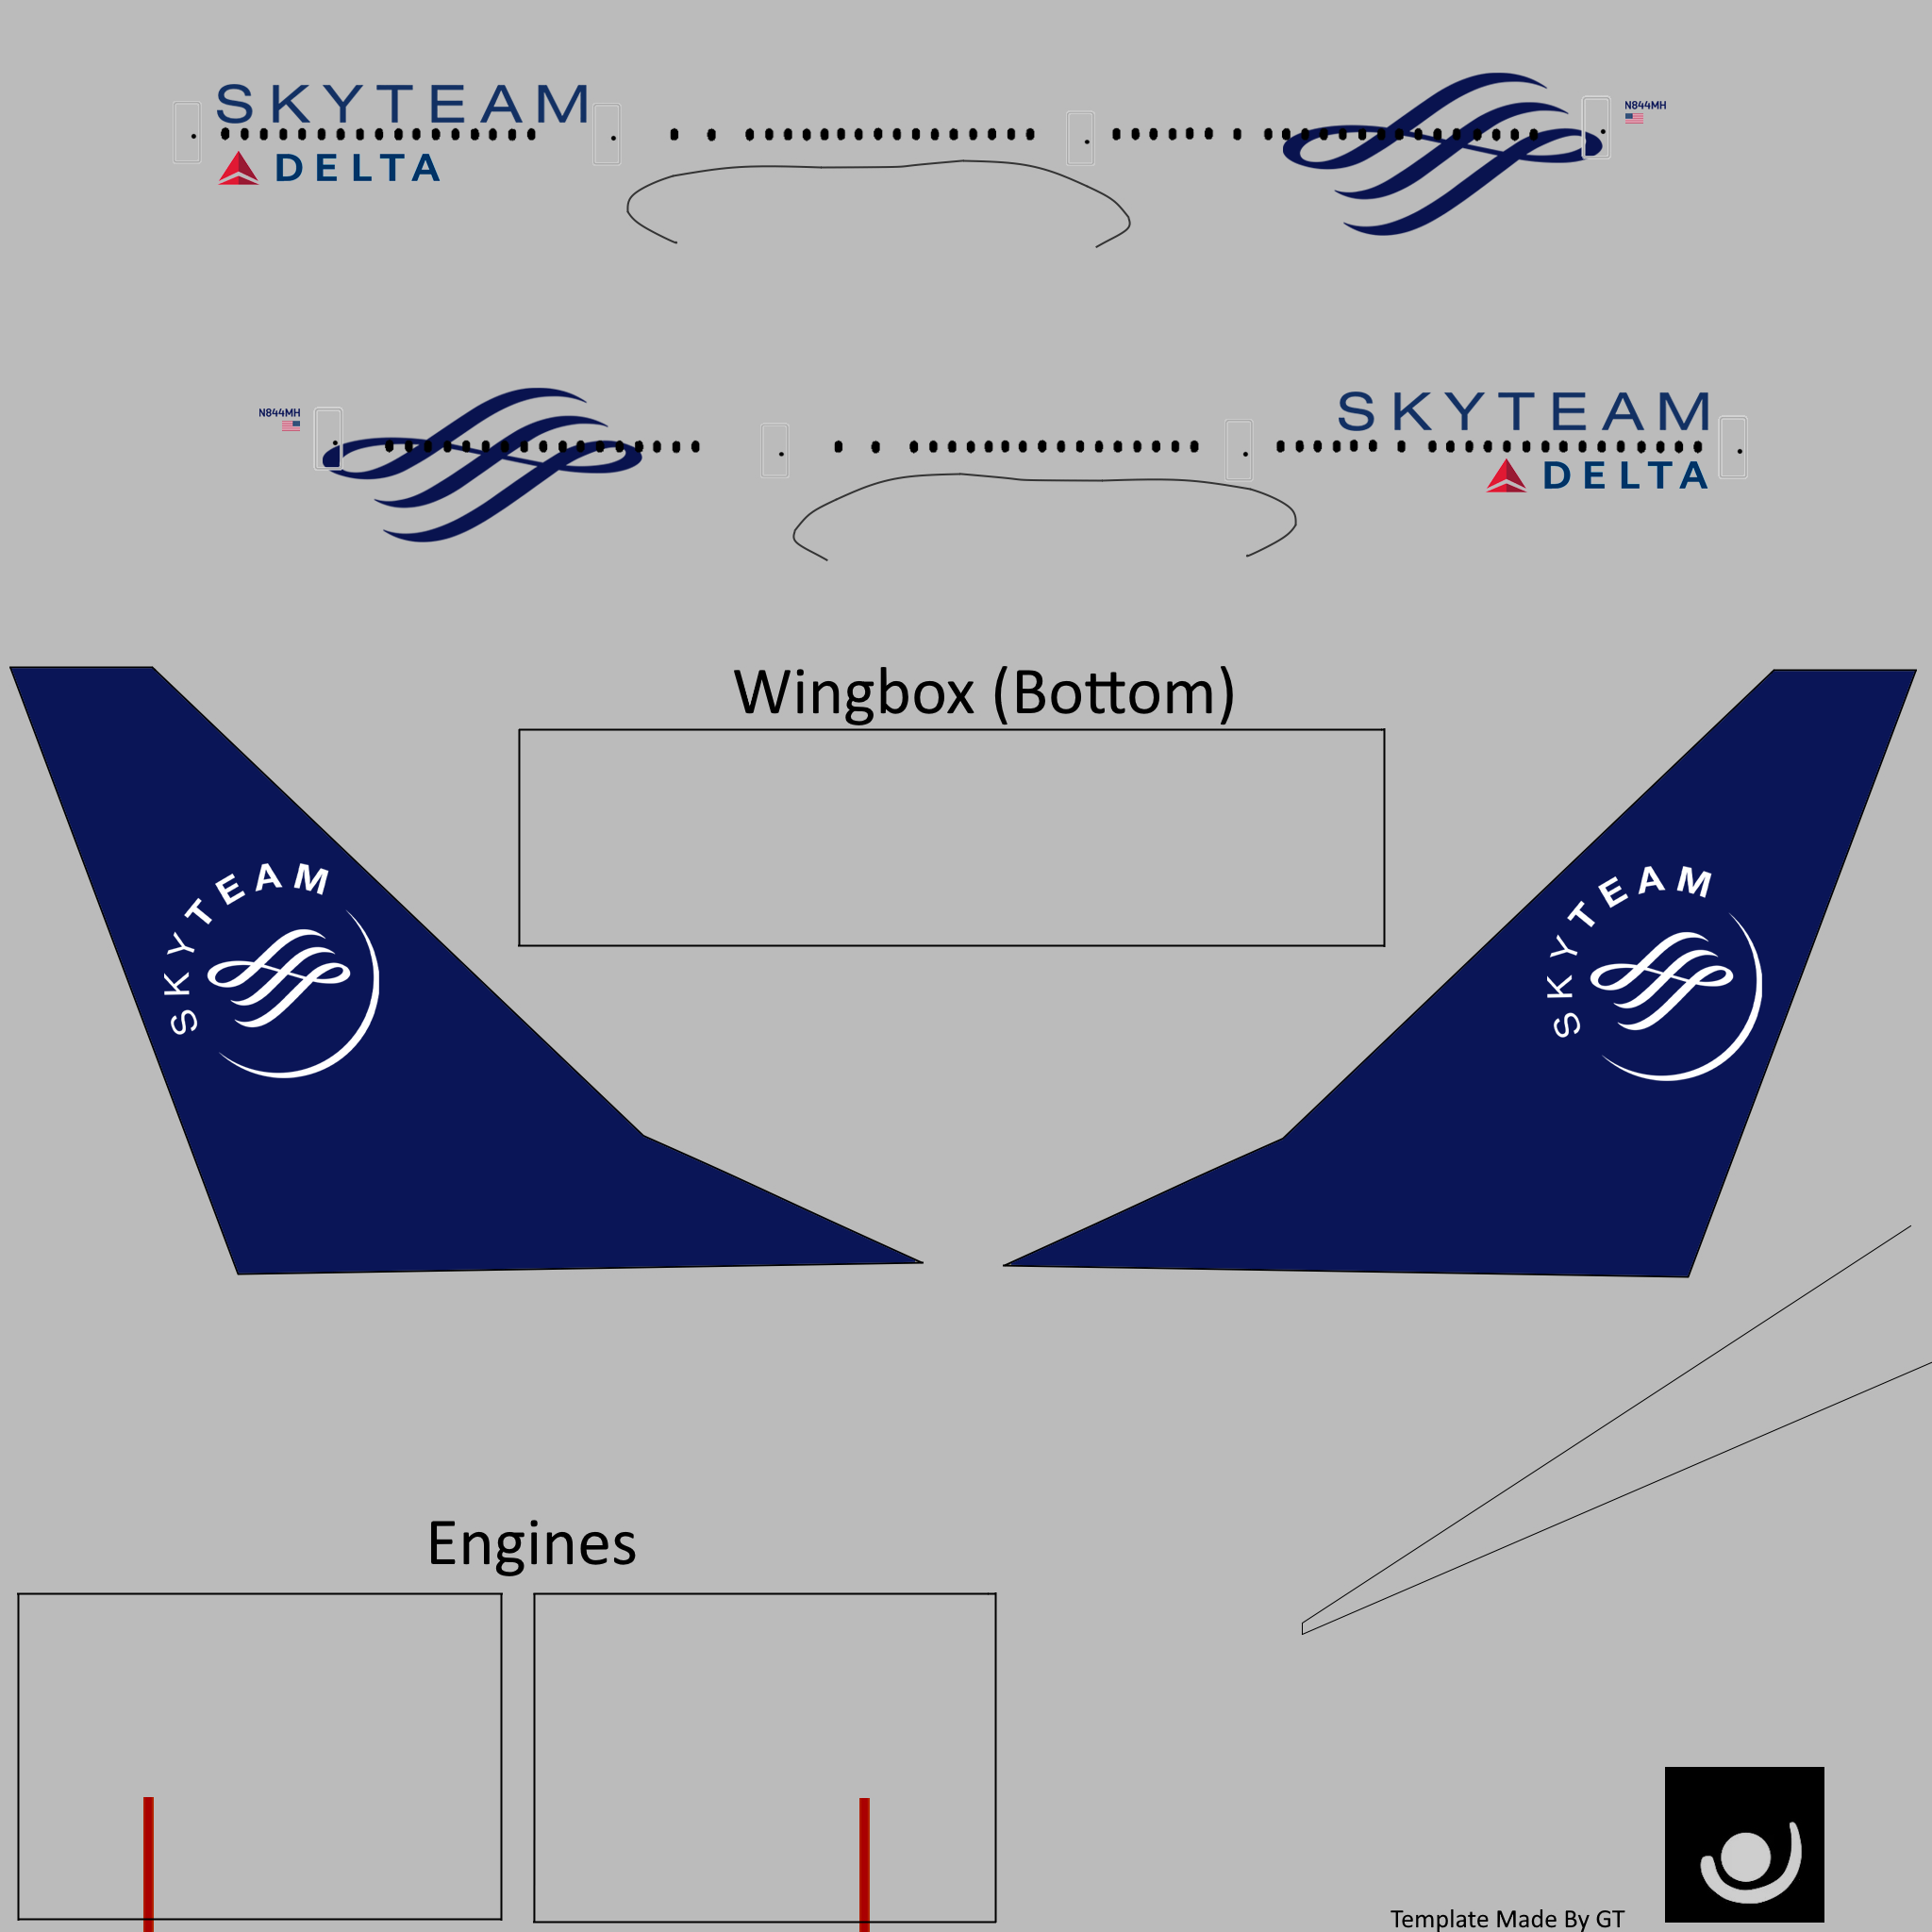 SKYTEAM
N844MH
DELTA
N844MH
SKYTEAM
DELTA
Wingbox (Bottom)
SKYTEAM
SKYTEAM
Engines
Template Made By GT